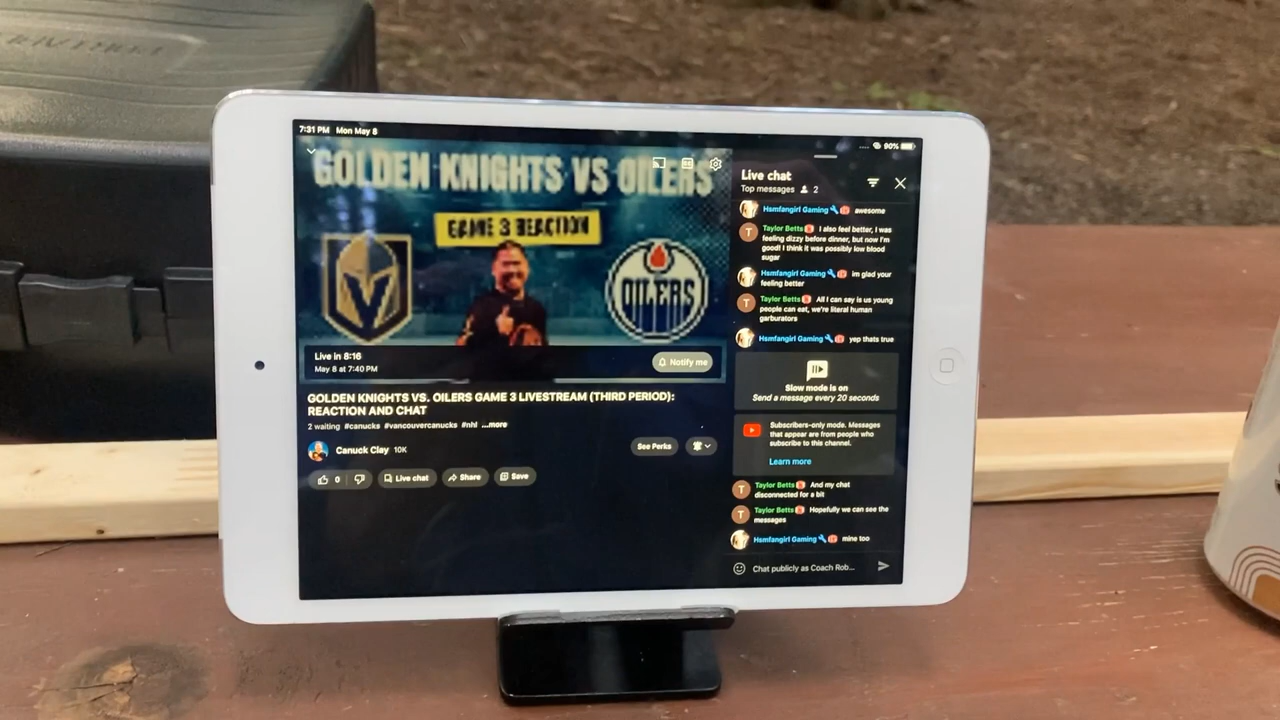 7:31 PM Mon May 8
90%
GOLDEN KNIGHTS VS OILERS
GAME 3 REACTION
OILERS
Live in 8:16
May 8 at 7:40 PM
Notify me
GOLDEN KNIGHTS VS. OILERS GAME 3 LIVESTREAM (THIRD PERIOD):
REACTION AND CHAT
2 waiting #canucks #vancouvercanucks #nhl ...more
Canuck Clay 10K
See Perks
0
Live chat
Share
Save
Live chat
Top messages 2
Hsmfangirl Gaming awesome
T Taylor Betts I also feel better, I was
feeling dizzy before dinner, but now I'm
good! I think it was possibly low blood
sugar
Hsmfangirl Gaming im glad your
feeling better
T Taylor Betts All I can say is us young
people can eat, we're literal human
garburators
Hsmfangirl Gaming yep thats true
Slow mode is on
Send a message every 20 seconds
Subscribers-only mode. Messages
that appear are from people who
subscribe to this channel.
Learn more
T Taylor Betts And my chat
disconnected for a bit
T Taylor Betts Hopefully we can see the
messages
Hsmfangirl Gaming mine too
Chat publicly as Coach Rob...